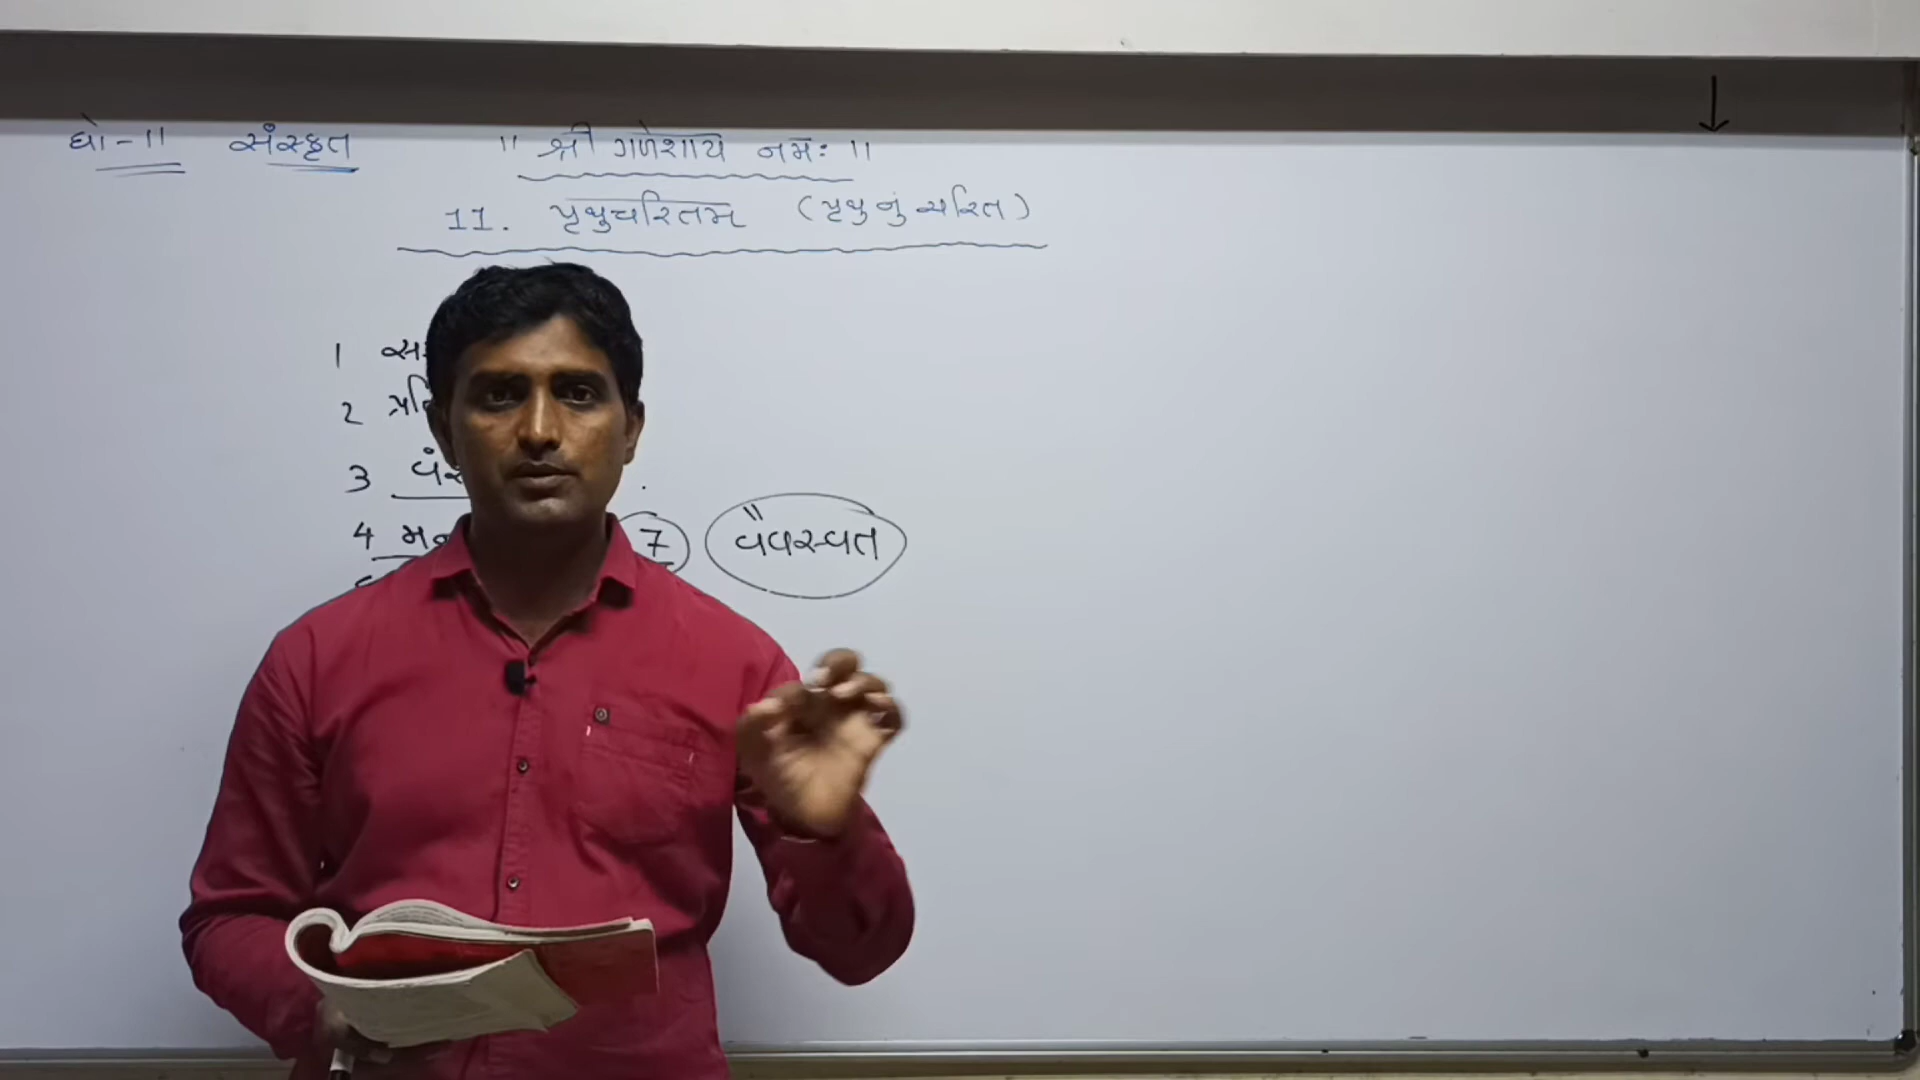 ધો-11 સંસ્કૃત "શ્રી ગણેશાય નમઃ"
11. પૃથુચરિતમ્ (પૃથુનું ચરિત)
1
2
3
4 7 વૈવસ્વત